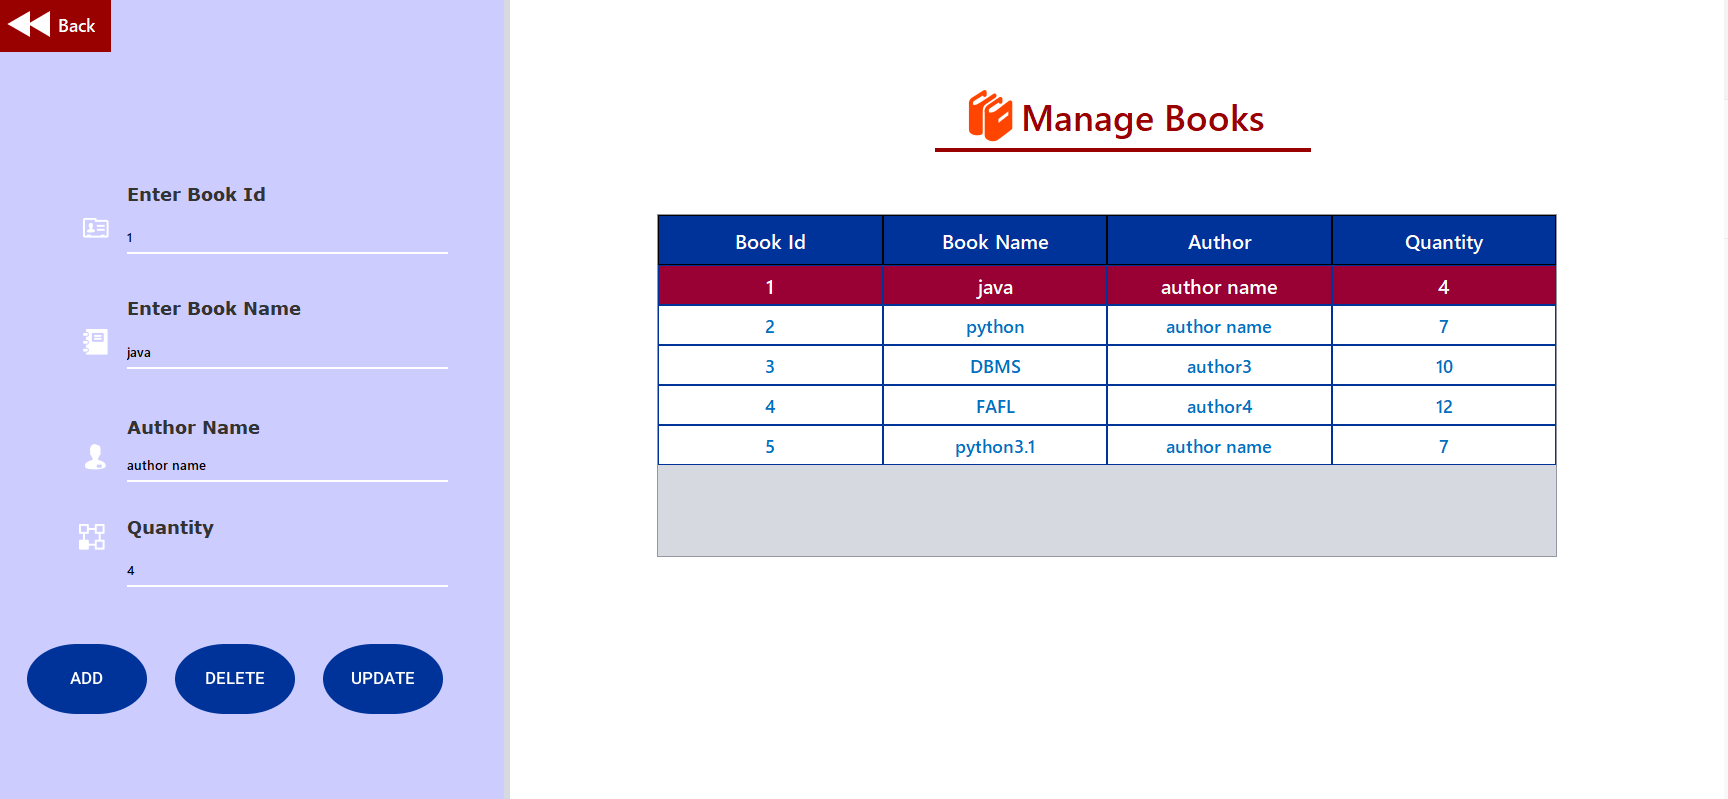 Back
Enter Book Id
1
Enter Book Name
java
Author Name
author name
Quantity
4
ADD DELETE UPDATE
Manage Books
Book Id Book Name Author Quantity
1 java author name 4
2 python author name 7
3 DBMS author3 10
4 FAFL author4 12
5 python3.1 author name 7